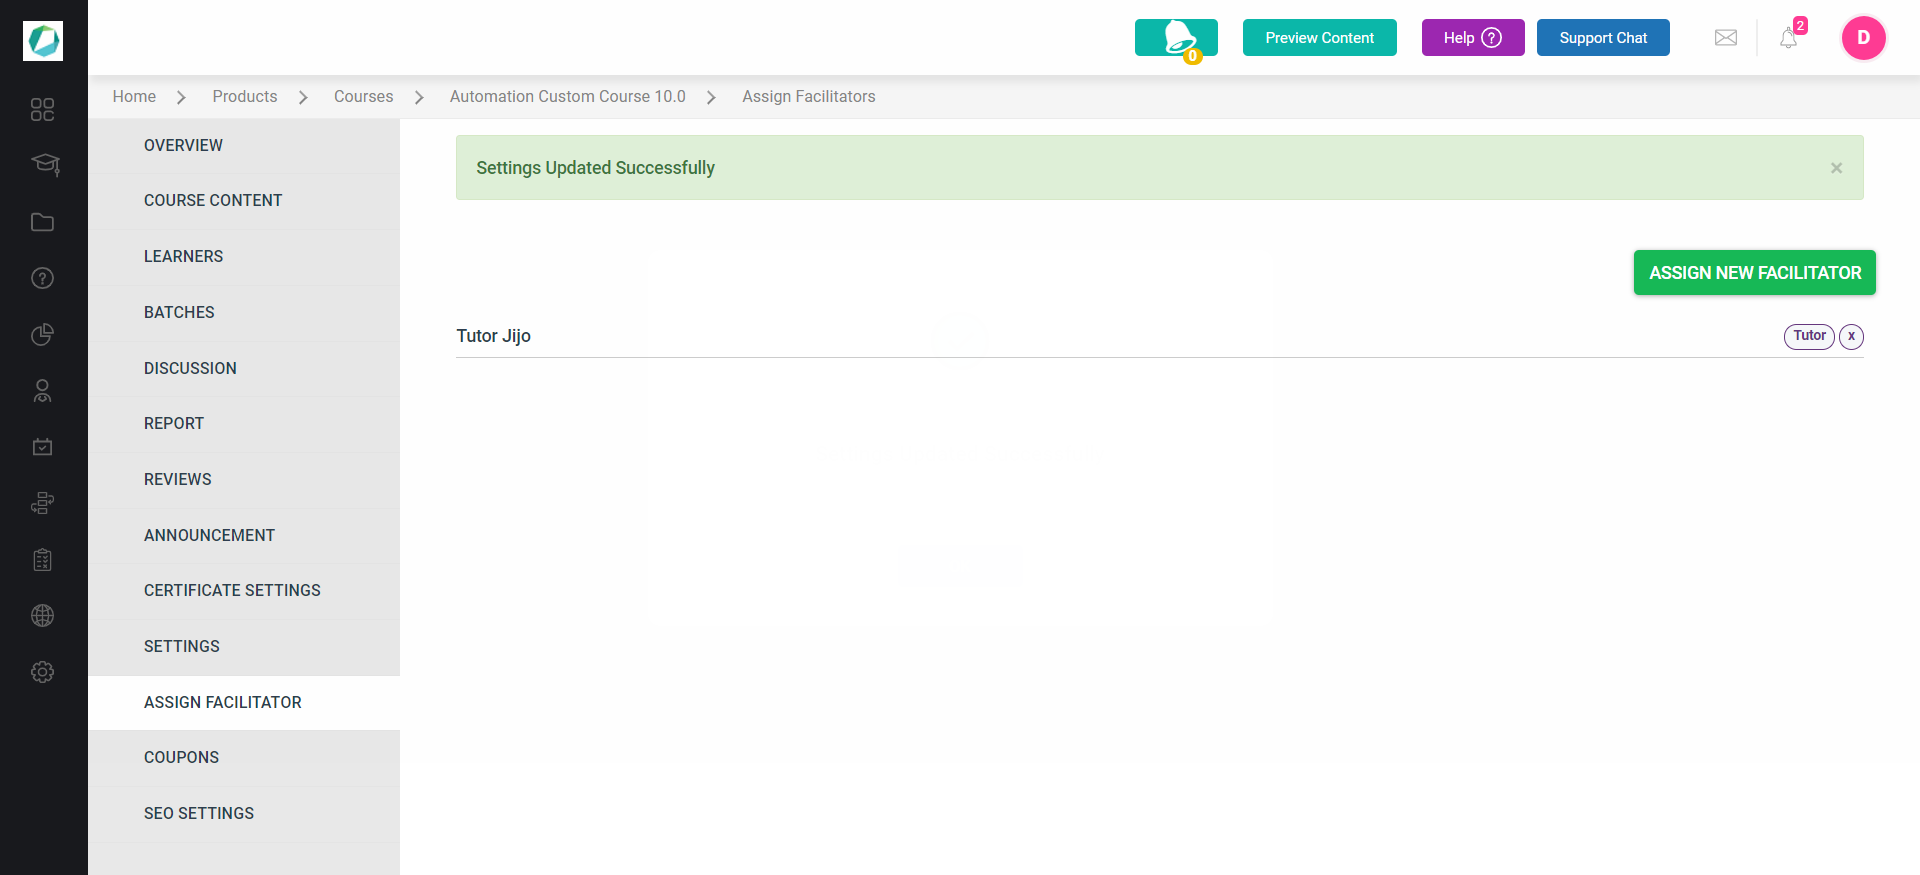 0
Preview Content
Help ?
Support Chat
2
D
Home > Products > Courses > Automation Custom Course 10.0 > Assign Facilitators
OVERVIEW
COURSE CONTENT
LEARNERS
BATCHES
DISCUSSION
REPORT
REVIEWS
ANNOUNCEMENT
CERTIFICATE SETTINGS
SETTINGS
ASSIGN FACILITATOR
COUPONS
SEO SETTINGS
Settings Updated Successfully ×
ASSIGN NEW FACILITATOR
Tutor Jijo
Tutor x